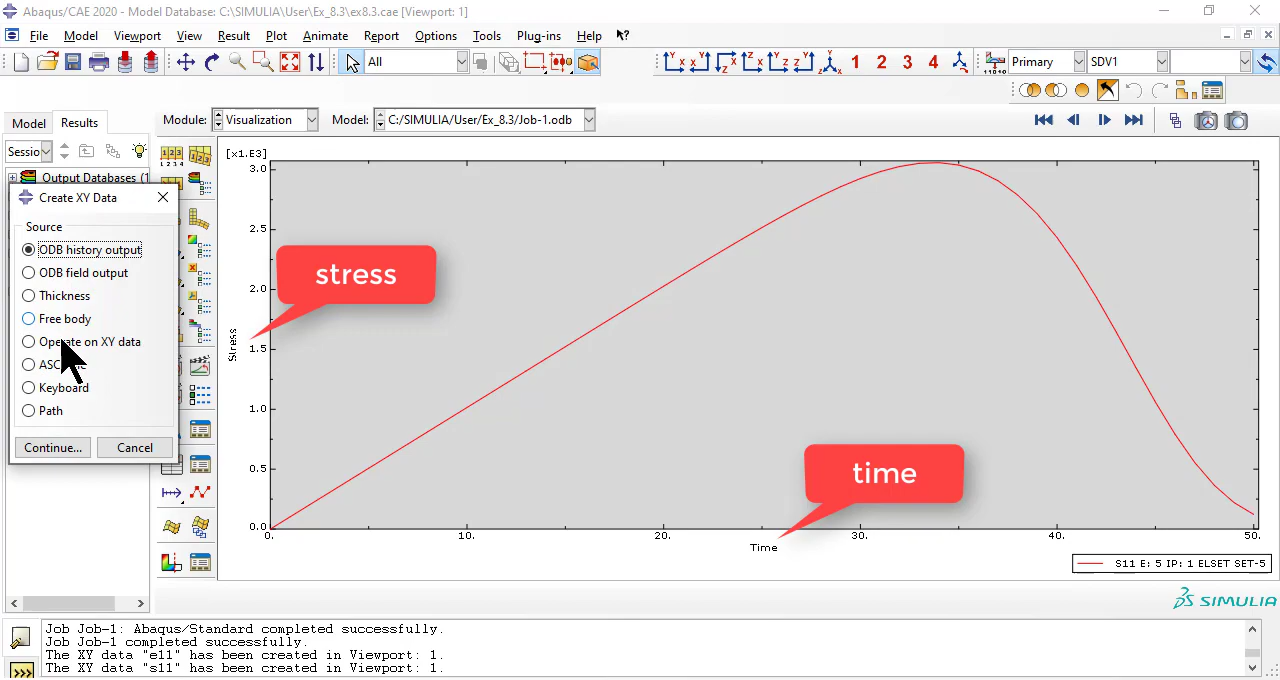 Abaqus/CAE 2020 - Model Database: C:\SIMULIA\User\Ex_8.3\ex8.3.cae [Viewport: 1]
File Model Viewport View Result Plot Animate Report Options Tools Plug-ins Help
All
1 2 3 4
Primary SDV1
Model Results
Module: Visualization Model: C:/SIMULIA/User/Ex_8.3/Job-1.odb
Output Databases (1
Create XY Data
Source
ODB history output
ODB field output
Thickness
Free body
Operate on XY data
Keyboard
Path
Continue... Cancel
[x1.E3]
3.0
2.5
2.0
1.5
1.0
0.5
0.0
Stress
stress
time
0. 10. 20. 30. 40. 50.
Time
S11 E: 5 IP: 1 ELSET SET-5
SIMULIA
Job Job-1: Abaqus/Standard completed successfully.
Job Job-1 completed successfully.
The XY data "e11" has been created in Viewport: 1.
The XY data "s11" has been created in Viewport: 1.
>>>